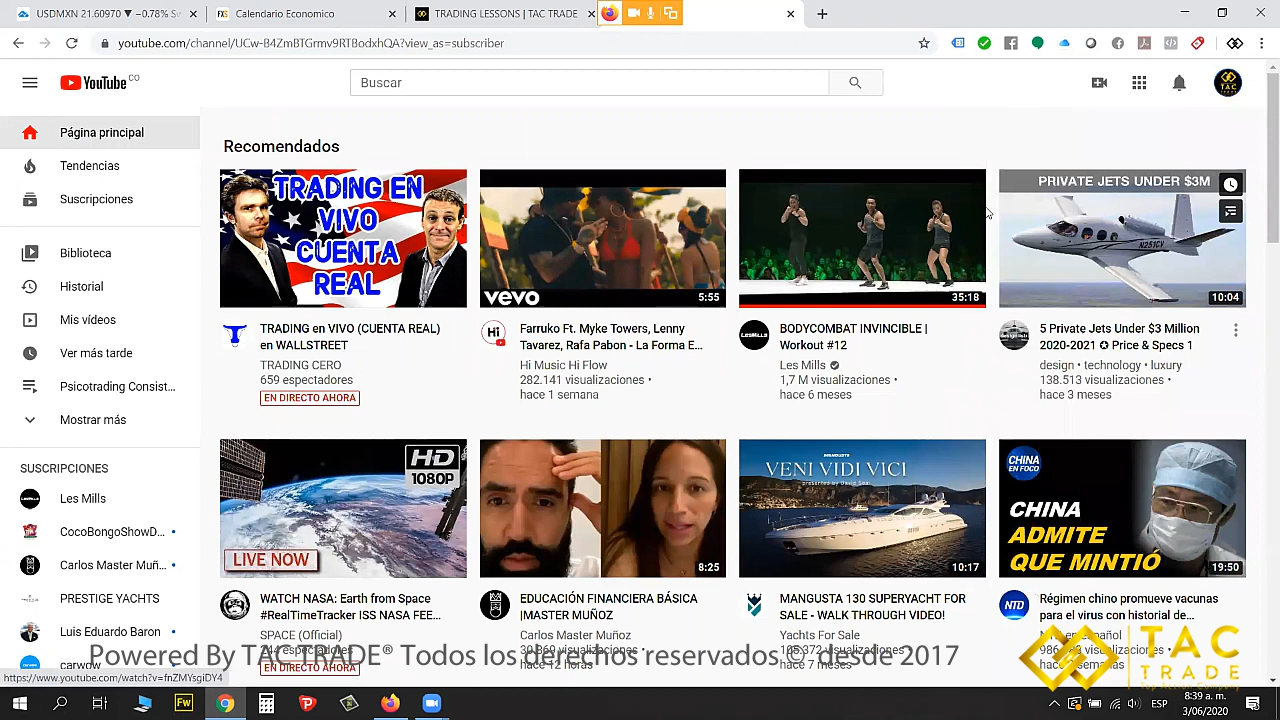 USDMXN 21.60970 ▼ −0.78% S
Calendario Economico
TRADING LESSONS | TAC TRADE
youtube.com/channel/UCw-B4ZmBTGrmv9RTBodxhQA?view_as=subscriber
YouTube CO
Buscar
Página principal
Tendencias
Suscripciones
Biblioteca
Historial
Mis vídeos
Ver más tarde
Psicotrading Consist...
Mostrar más
SUSCRIPCIONES
Les Mills
CocoBongoShowD...
Carlos Master Muñ...
PRESTIGE YACHTS
Luis Eduardo Baron
carwow
Recomendados
TRADING EN
VIVO
CUENTA
REAL
TRADING en VIVO (CUENTA REAL)
en WALLSTREET
TRADING CERO
659 espectadores
EN DIRECTO AHORA
vevo
5:55
Hi
Farruko Ft. Myke Towers, Lenny
Tavarez, Rafa Pabon - La Forma E...
Hi Music Hi Flow
282.141 visualizaciones •
hace 1 semana
35:18
LesMills
BODYCOMBAT INVINCIBLE |
Workout #12
Les Mills
1,7 M visualizaciones •
hace 6 meses
PRIVATE JETS UNDER $3M
N251CV
10:04
5 Private Jets Under $3 Million
2020-2021 ✪ Price & Specs 1
design • technology • luxury
138.513 visualizaciones •
hace 3 meses
HD
1080P
LIVE NOW
WATCH NASA: Earth from Space
#RealTimeTracker ISS NASA FEE...
SPACE (Official)
EN DIRECTO AHORA
8:25
EDUCACIÓN FINANCIERA BÁSICA
|MASTER MUÑOZ
Carlos Master Muñoz
hace 12 horas
VENI VIDI VICI
10:17
MANGUSTA 130 SUPERYACHT FOR
SALE - WALK THROUGH VIDEO!
Yachts For Sale
hace 7 meses
CHINA
EN FOCO
CHINA
ADMITE
QUE MINTIÓ
19:50
NTD
Régimen chino promueve vacunas
para el virus con historial de...
Powered By TAC TRADE® Todos los derechos reservados © desde 2017
TAC
TRADE
Top Action Company
https://www.youtube.com/watch?v=fnZMYsgiDY4
Fw
ESP
8:39 a. m.
3/06/2020